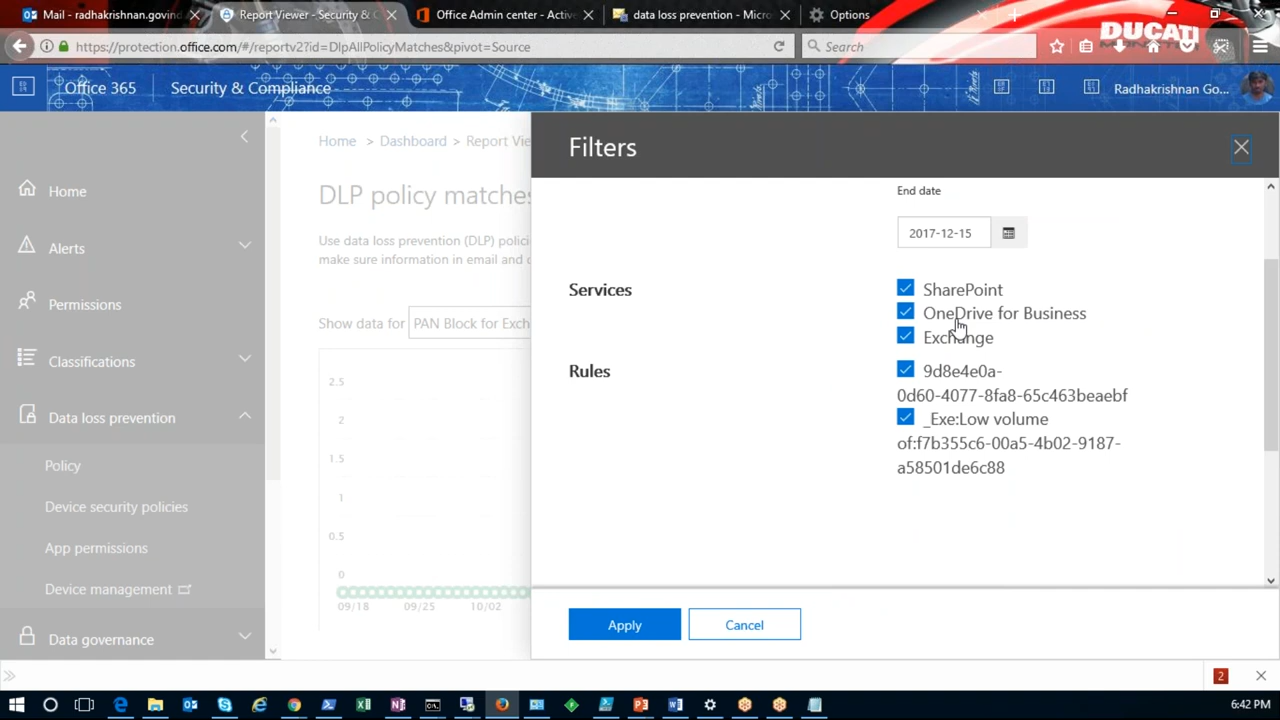 Mail - radhakrishnan.govind
Report Viewer - Security & C
Office Admin center - Active
data loss prevention - Micros
Options
DUCATI
https://protection.office.com/#/reportv2?id=DlpAllPolicyMatches&pivot=Source
Search
Office 365
Security & Compliance
Radhakrishnan Go...
Home
Alerts
Permissions
Classifications
Data loss prevention
Policy
Device security policies
App permissions
Device management
Data governance
Home > Dashboard > Report Vie
DLP policy matches
Use data loss prevention (DLP) polici
make sure information in email and d
Show data for PAN Block for Exch
2.5
2
1.5
1
0.5
0
09/18 09/25 10/02
Filters
End date
2017-12-15
Services
SharePoint
OneDrive for Business
Exchange
Rules
9d8e4e0a-
0d60-4077-8fa8-65c463beaebf
_Exe:Low volume
of:f7b355c6-00a5-4b02-9187-
a58501de6c88
Apply
Cancel
2
6:42 PM